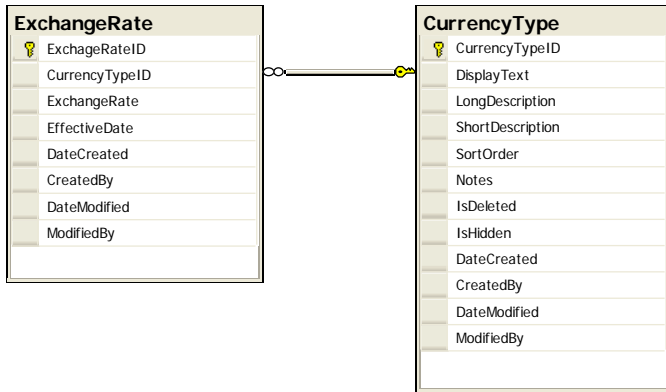 ExchangeRate
ExchageRateID
CurrencyTypeID
ExchangeRate
EffectiveDate
DateCreated
CreatedBy
DateModified
ModifiedBy
CurrencyType
CurrencyTypeID
DisplayText
LongDescription
ShortDescription
SortOrder
Notes
IsDeleted
IsHidden
DateCreated
CreatedBy
DateModified
ModifiedBy